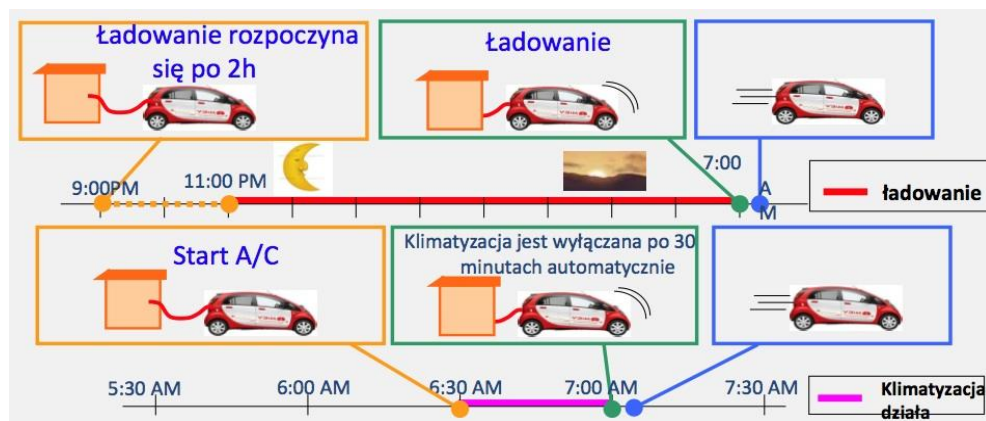 Ładowanie rozpoczyna
się po 2h
Ładowanie
9:00PM
11:00 PM
7:00
A
M
ładowanie
Start A/C
Klimatyzacja jest wyłączana po 30
minutach automatycznie
5:30 AM
6:00 AM
6:30 AM
7:00 AM
7:30 AM
Klimatyzacja
działa